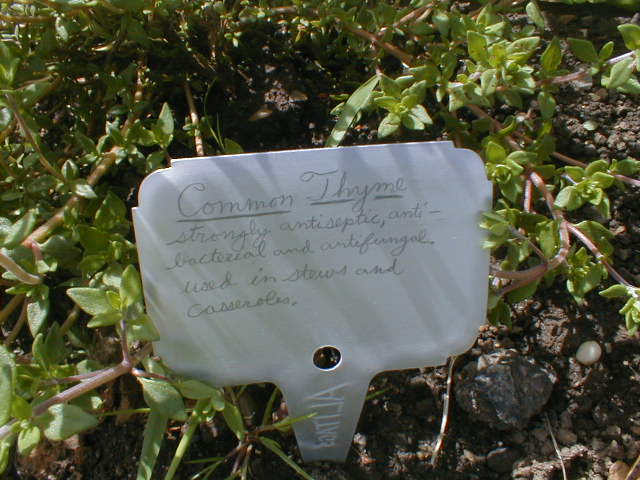 Common Thyme
strongly antiseptic, anti-
bacterial and antifungal.
used in stews and
casseroles.